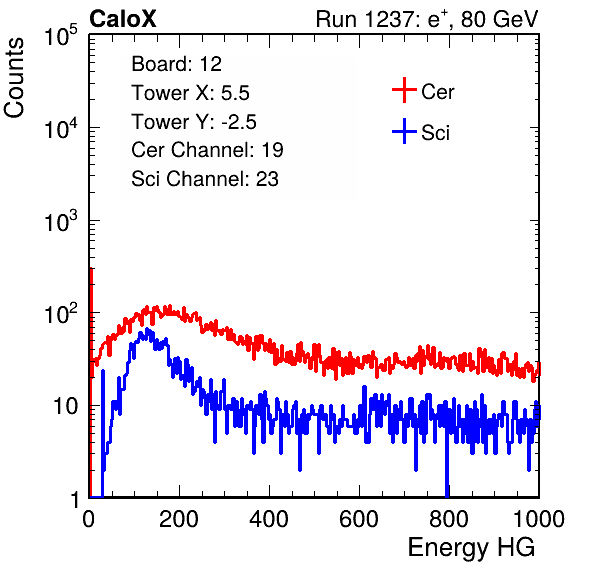 CaloX Run 1237: e+, 80 GeV
Counts
Board: 12
Tower X: 5.5
Tower Y: -2.5
Cer Channel: 19
Sci Channel: 23
Cer
Sci
10^5
10^4
10^3
10^2
10
1
0 200 400 600 800 1000
Energy HG